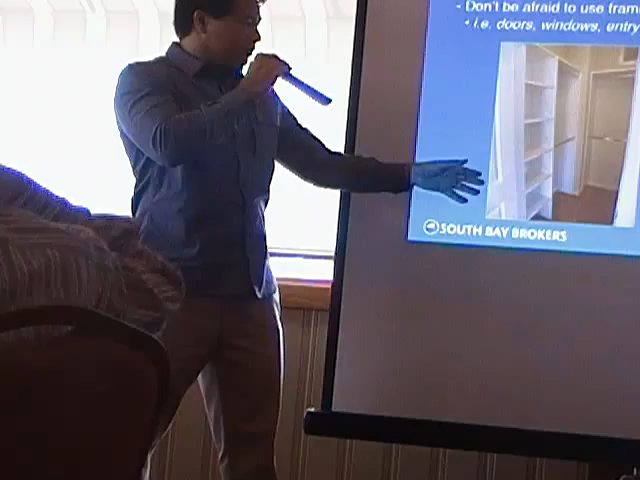 - Don't be afraid to use fram
• i.e. doors, windows, entry
SOUTH BAY BROKERS